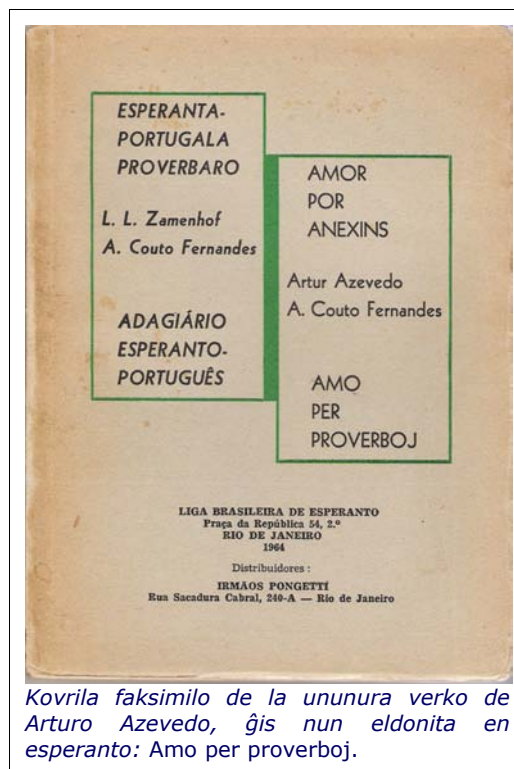 ESPERANTA-
PORTUGALA
PROVERBARO
L. L. Zamenhof
A. Couto Fernandes
ADAGIÁRIO
ESPERANTO-
PORTUGUÊS
AMOR
POR
ANEXINS
Artur Azevedo
A. Couto Fernandes
AMO
PER
PROVERBOJ
LIGA BRASILEIRA DE ESPERANTO
Praça da República 54, 2.º
RIO DE JANEIRO
1964
Distribuidores :
IRMÃOS PONGETTI
Rua Sacadura Cabral, 240-A — Rio de Janeiro
Kovrila faksimilo de la ununura verko de
Arturo Azevedo, ĝis nun eldonita en
esperanto: Amo per proverboj.